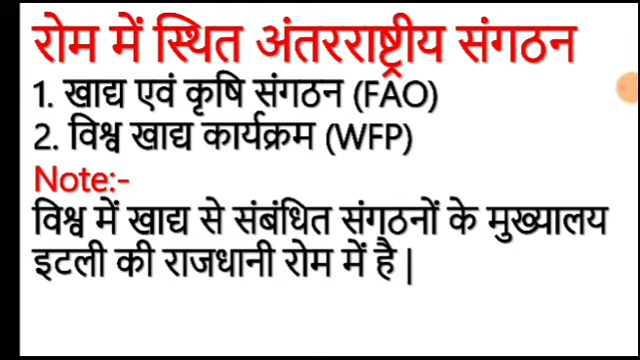 रोम में स्थित अंतरराष्ट्रीय संगठन
1. खाद्य एवं कृषि संगठन (FAO)
2. विश्व खाद्य कार्यक्रम (WFP)
Note:-
विश्व में खाद्य से संबंधित संगठनों के मुख्यालय
इटली की राजधानी रोम में है |